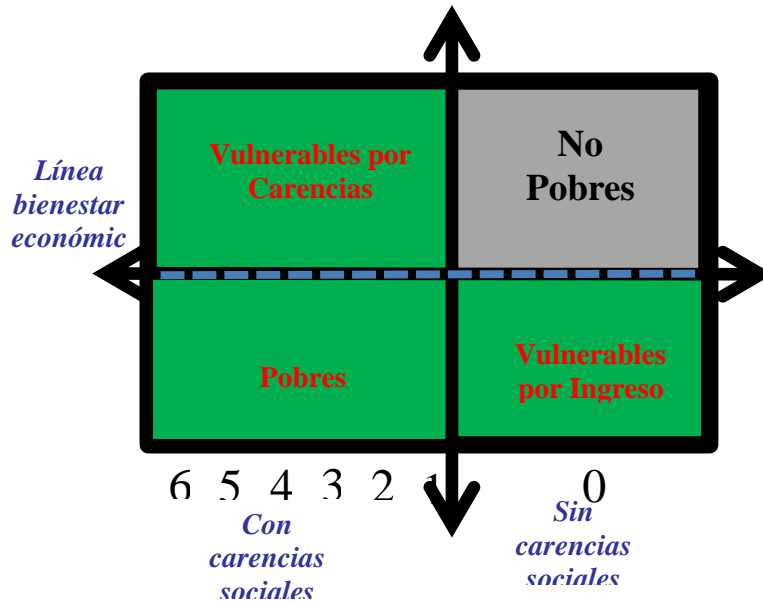 Vulnerables por
Carencias
No
Pobres
Línea
bienestar
económic
Pobres
Vulnerables
por Ingreso
6 5 4 3 2 1 0
Con
carencias
sociales
Sin
carencias
sociales